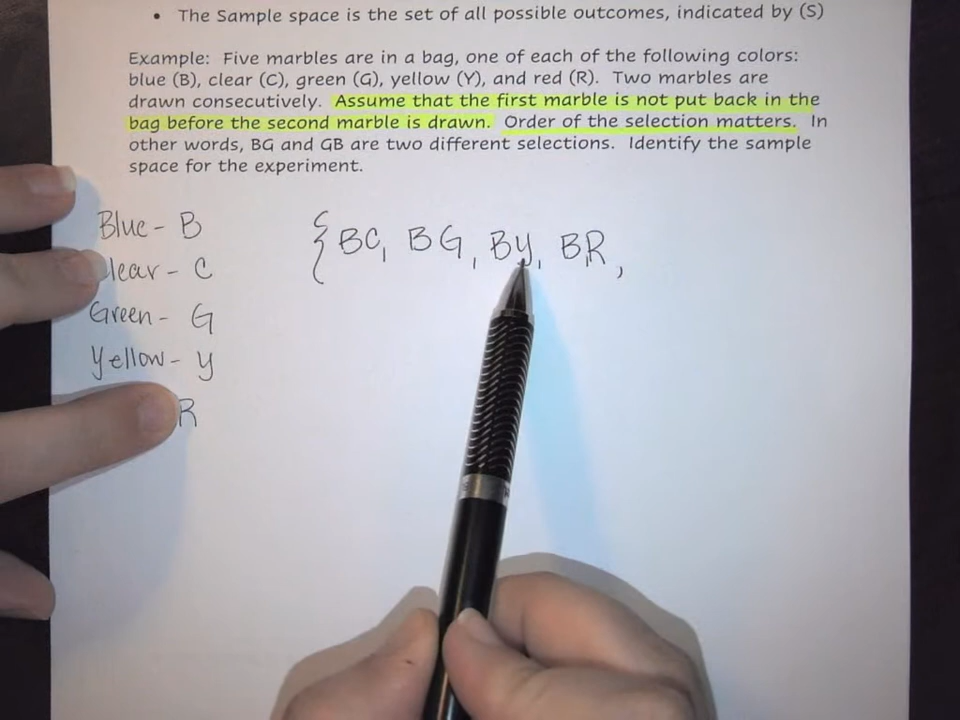 • The Sample space is the set of all possible outcomes, indicated by (S)
Example: Five marbles are in a bag, one of each of the following colors:
blue (B), clear (C), green (G), yellow (Y), and red (R). Two marbles are
drawn consecutively. Assume that the first marble is not put back in the
bag before the second marble is drawn. Order of the selection matters. In
other words, BG and GB are two different selections. Identify the sample
space for the experiment.
Blue - B
lear - C
Green - G
Yellow - Y
R
{ BC, BG, BY, BR,